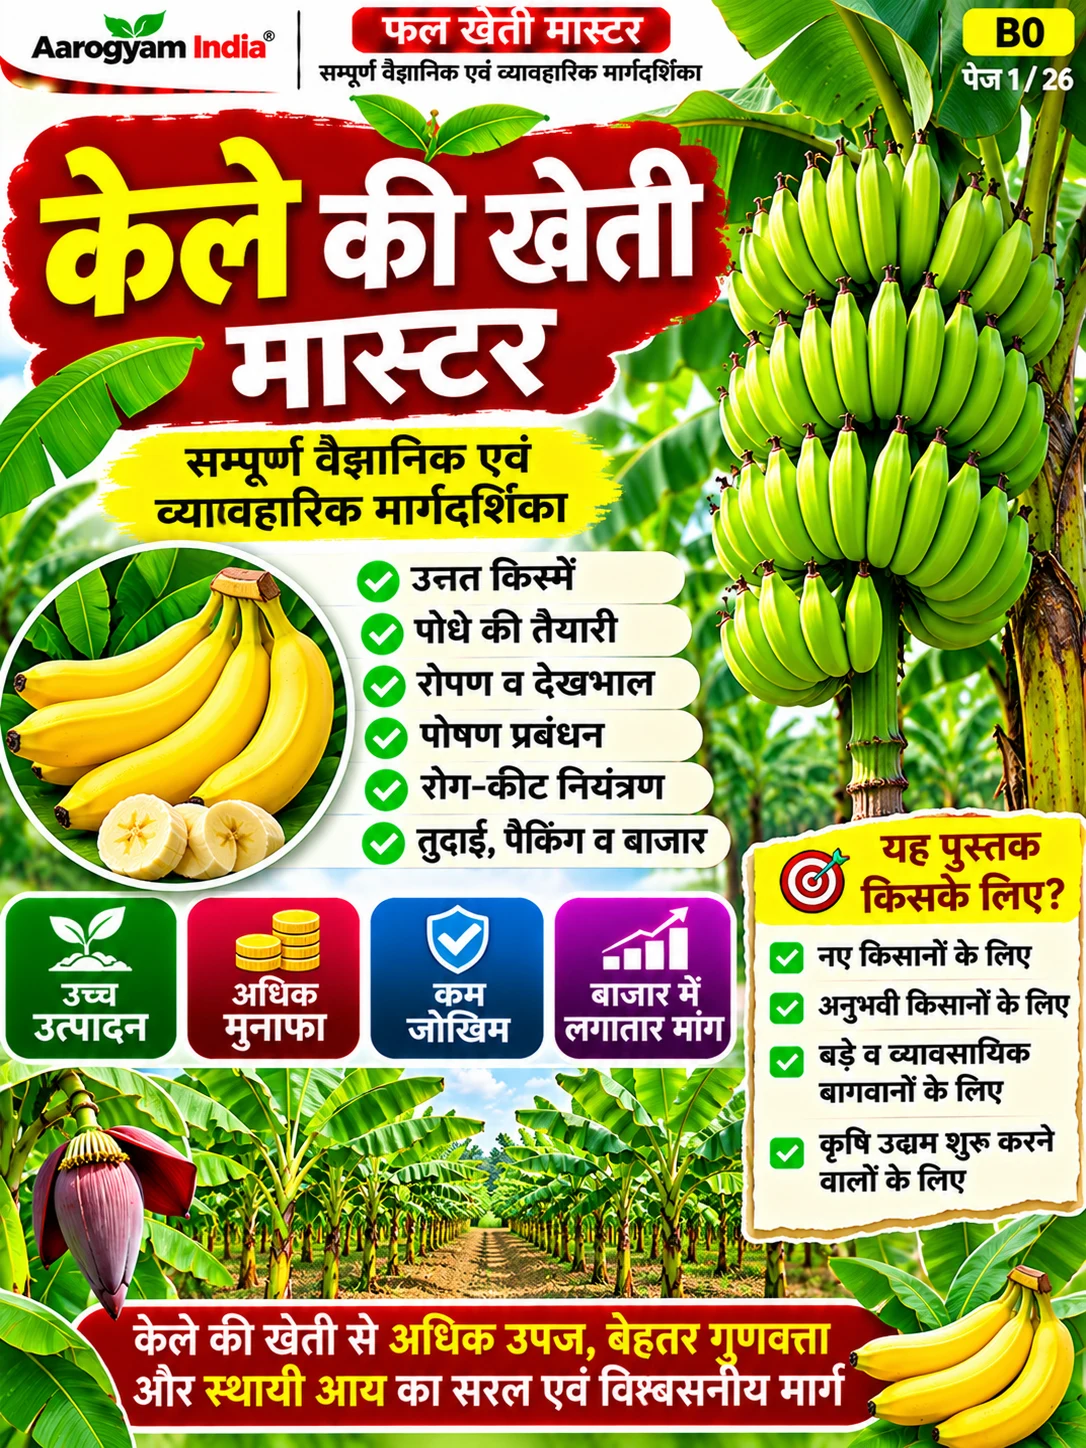 Aarogyam India®
फल खेती मास्टर
सम्पूर्ण वैज्ञानिक एवं व्यावहारिक मार्गदर्शिका
B0
पेज 1 / 26
केले की खेती
मास्टर
सम्पूर्ण वैज्ञानिक एवं
व्यावहारिक मार्गदर्शिका
उन्नत किस्में
पोधे की तैयारी
रोपण व देखभाल
पोषण प्रबंधन
रोग-कीट नियंत्रण
तुदाई, पैकिंग व बाजार
उच्च
उत्पादन
अधिक
मुनाफा
कम
जोखिम
बाजार में
लगातार मांग
यह पुस्तक
किसके लिए?
नए किसानों के लिए
अनुभवी किसानों के लिए
बड़े व व्यावसायिक
बागवानों के लिए
कृषि उद्यम शुरू करने
वालों के लिए
केले की खेती से अधिक उपज, बेहतर गुणवत्ता
और स्थायी आय का सरल एवं विश्बसनीय मार्ग